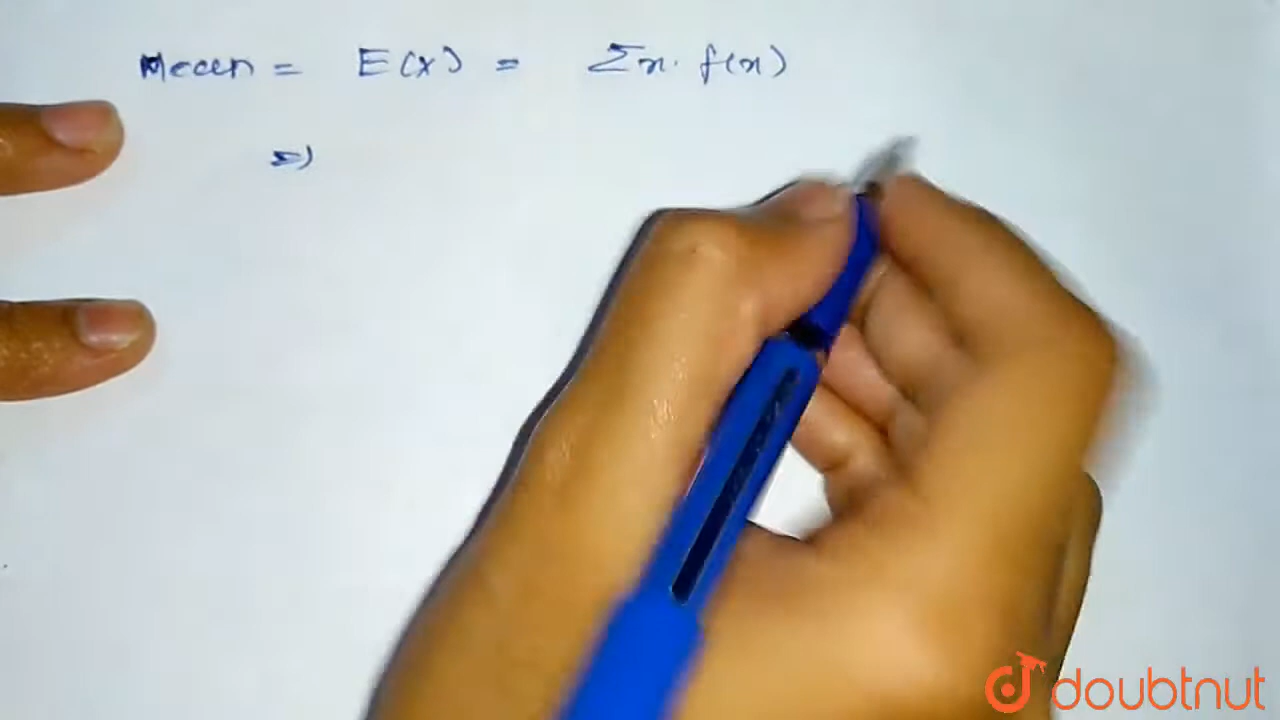 Mean = E(x) = Σx. f(x)
⇒
doubtnut